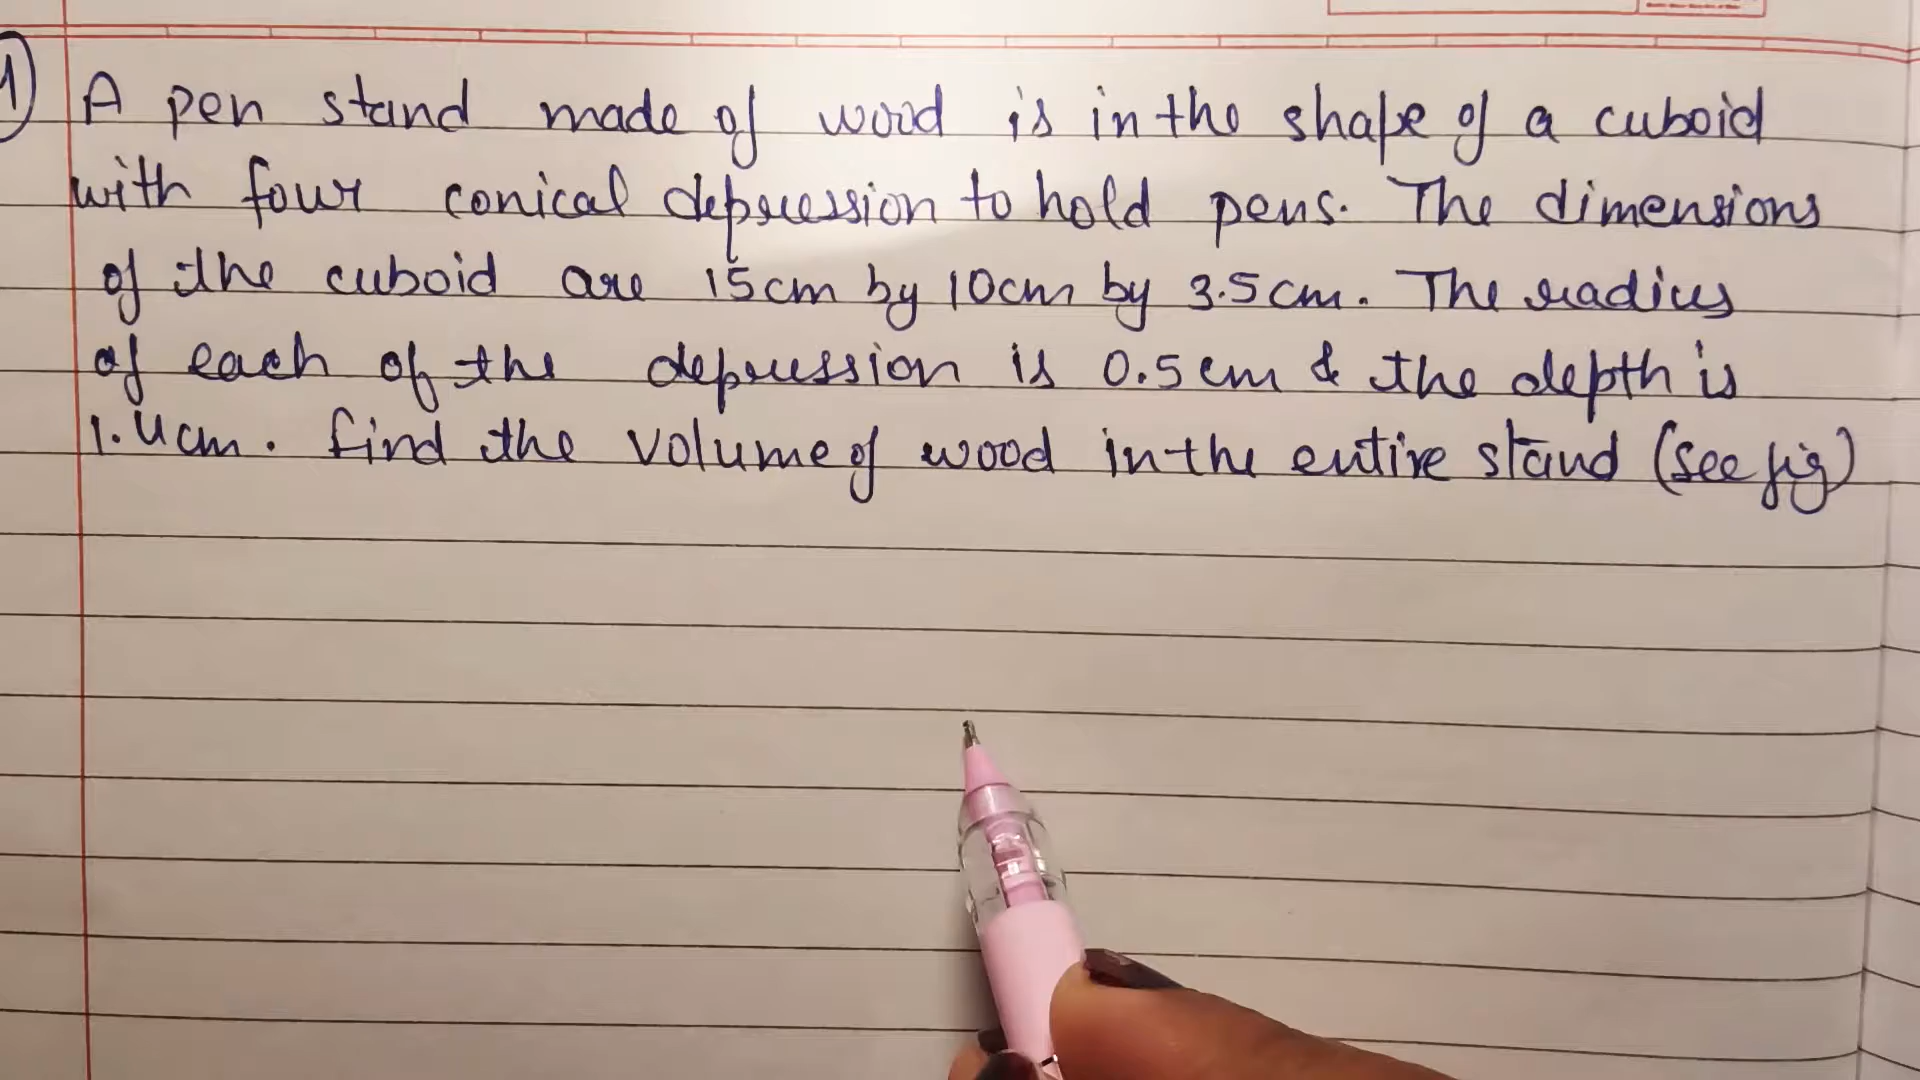 1) A pen stand made of wood is in the shape of a cuboid
with four conical depression to hold pens. The dimensions
of the cuboid are 15cm by 10cm by 3.5cm. The radius
of each of the depression is 0.5cm & the depth is
1.4cm. find the volume of wood in the entire stand (see fig)